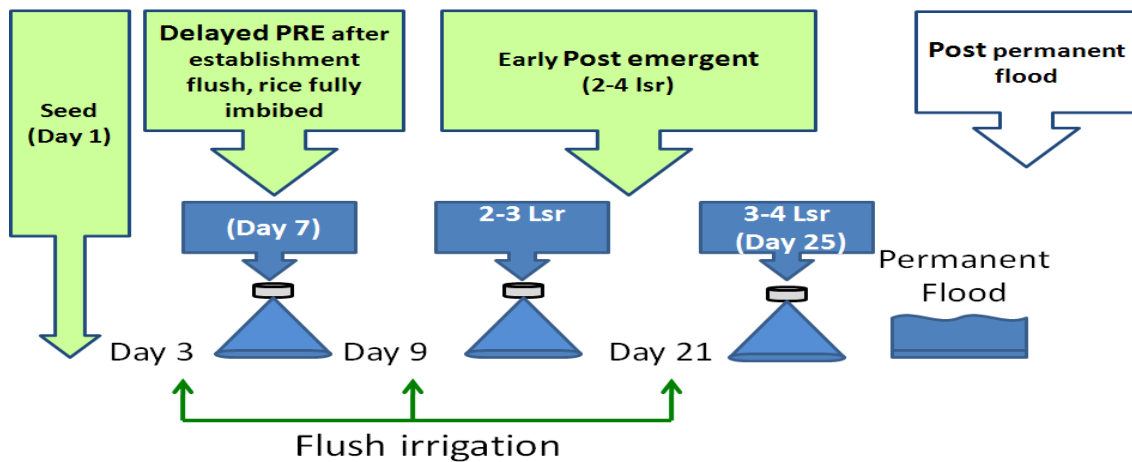 Seed
(Day 1)
Delayed PRE after
establishment
flush, rice fully
imbibed
Early Post emergent
(2-4 lsr)
Post permanent
flood
(Day 7)
2-3 Lsr
3-4 Lsr
(Day 25)
Permanent
Flood
Day 3
Day 9
Day 21
Flush irrigation